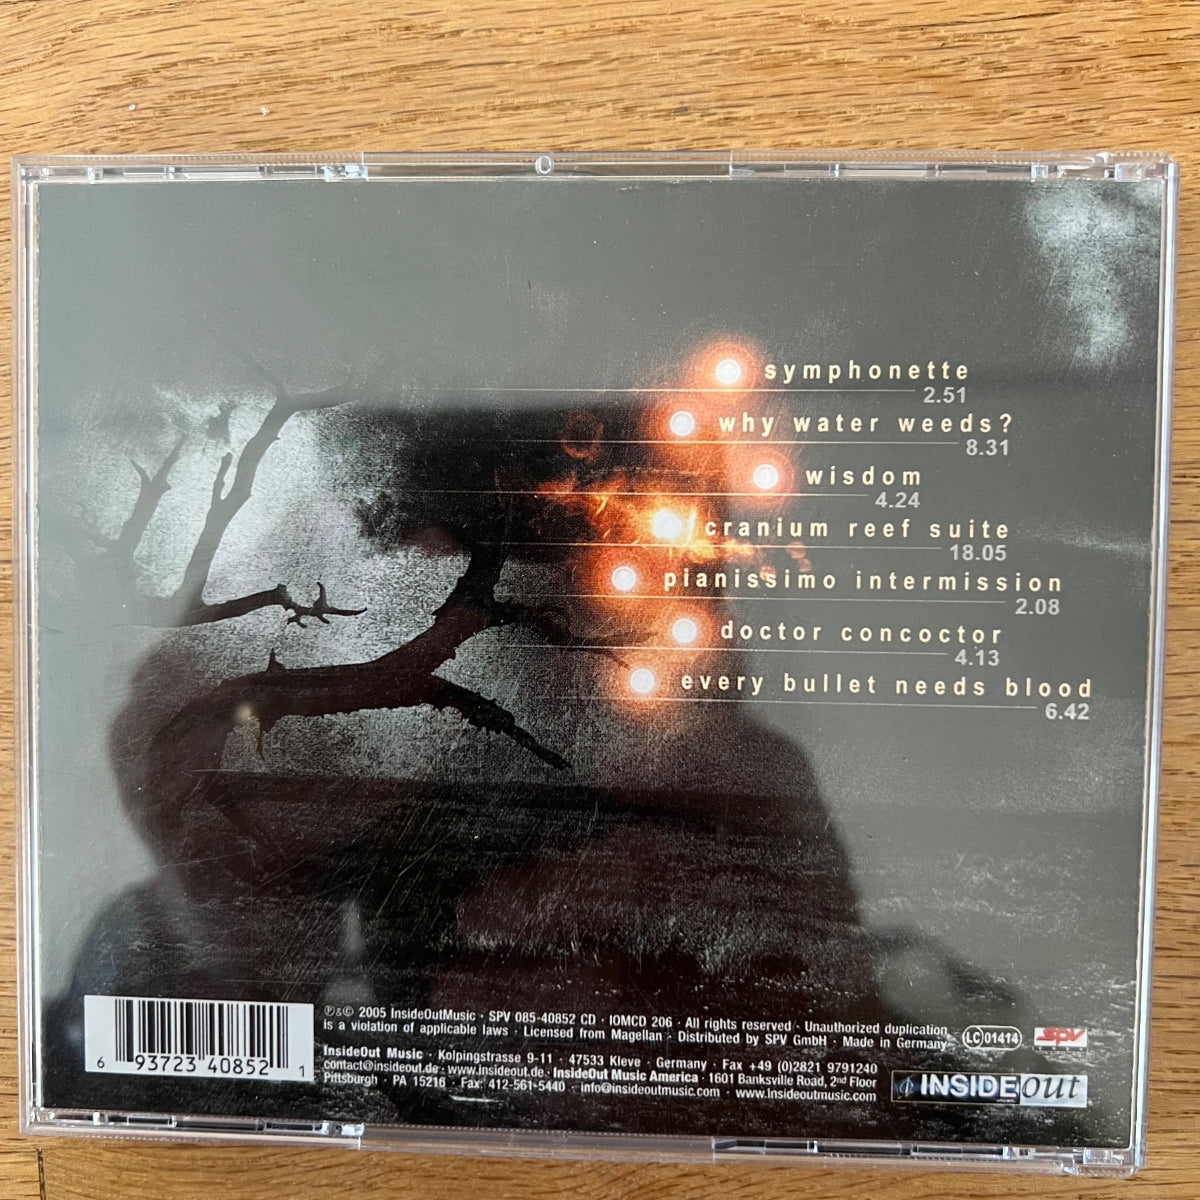 symphonette
2.51
why water weeds?
8.31
wisdom
4.24
cranium reef suite
18.05
pianissimo intermission
2.08
doctor concoctor
4.13
every bullet needs blood
6.42
6 93723 40852 1
℗&© 2005 InsideOutMusic · SPV 085-40852 CD · IOMCD 206 · All rights reserved · Unauthorized duplication
is a violation of applicable laws · Licensed from Magellan · Distributed by SPV GmbH · Made in Germany
InsideOut Music · Kolpingstrasse 9-11 · 47533 Kleve · Germany · Fax +49 (0)2821 9791240
contact@insideout.de · www.insideout.de · InsideOut Music America · 1601 Banksville Road, 2nd Floor
Pittsburgh · PA 15216 · Fax: 412-561-5440 · info@insideoutmusic.com · www.insideoutmusic.com
LC 01414
SPV
INSIDEout